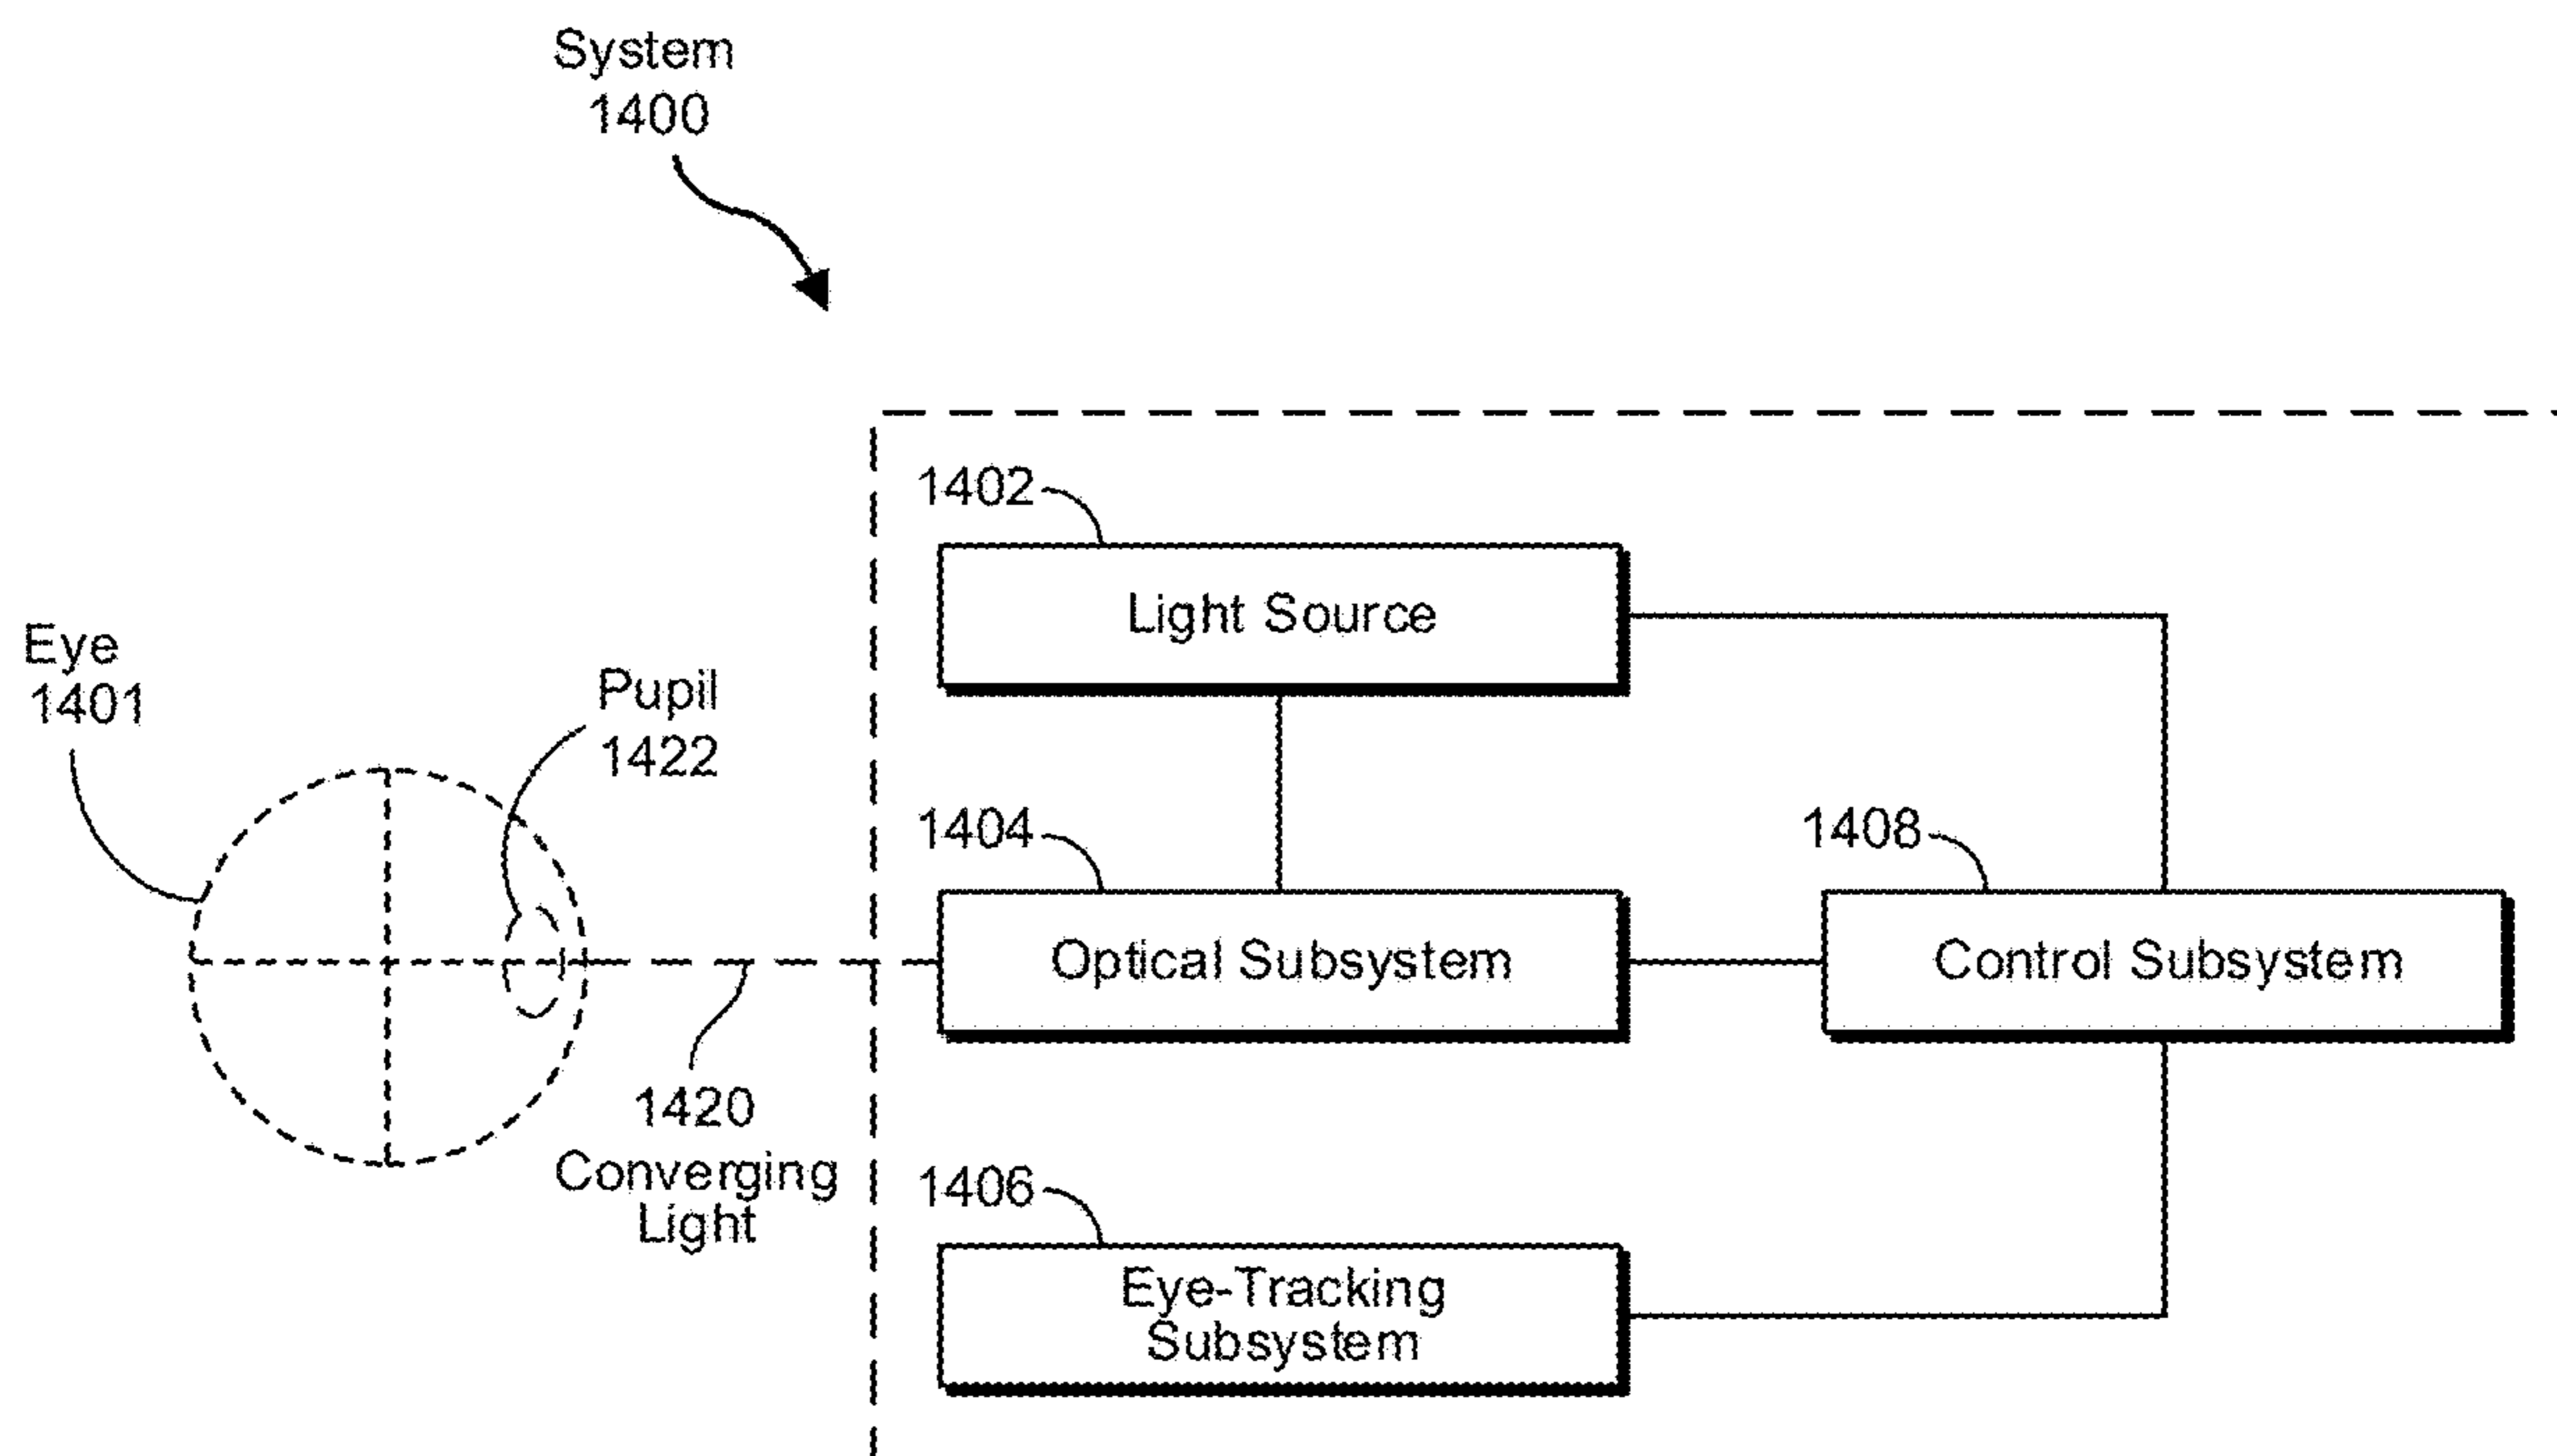 System
1400
1402
Light Source
Eye
1401
Pupil
1422
1404
Optical Subsystem
1408
Control Subsystem
1420
Converging
Light
1406
Eye-Tracking
Subsystem